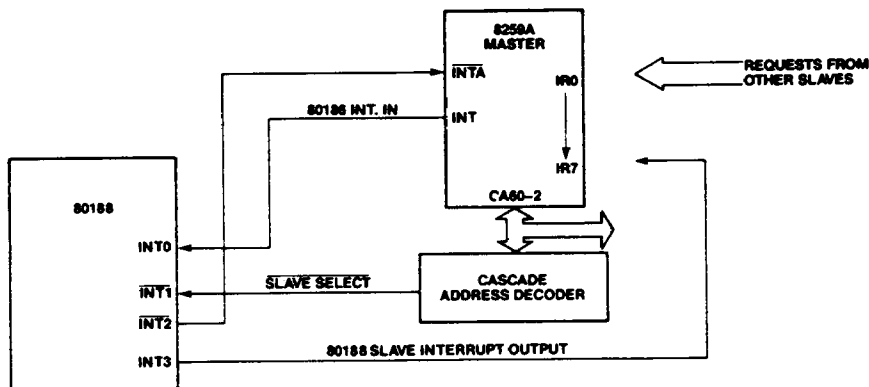 8259A
MASTER
INTA
IR0
INT
IR7
CA60-2
REQUESTS FROM
OTHER SLAVES
80186 INT. IN
80188
INT0
INT1
INT2
INT3
SLAVE SELECT
CASCADE
ADDRESS DECODER
80188 SLAVE INTERRUPT OUTPUT